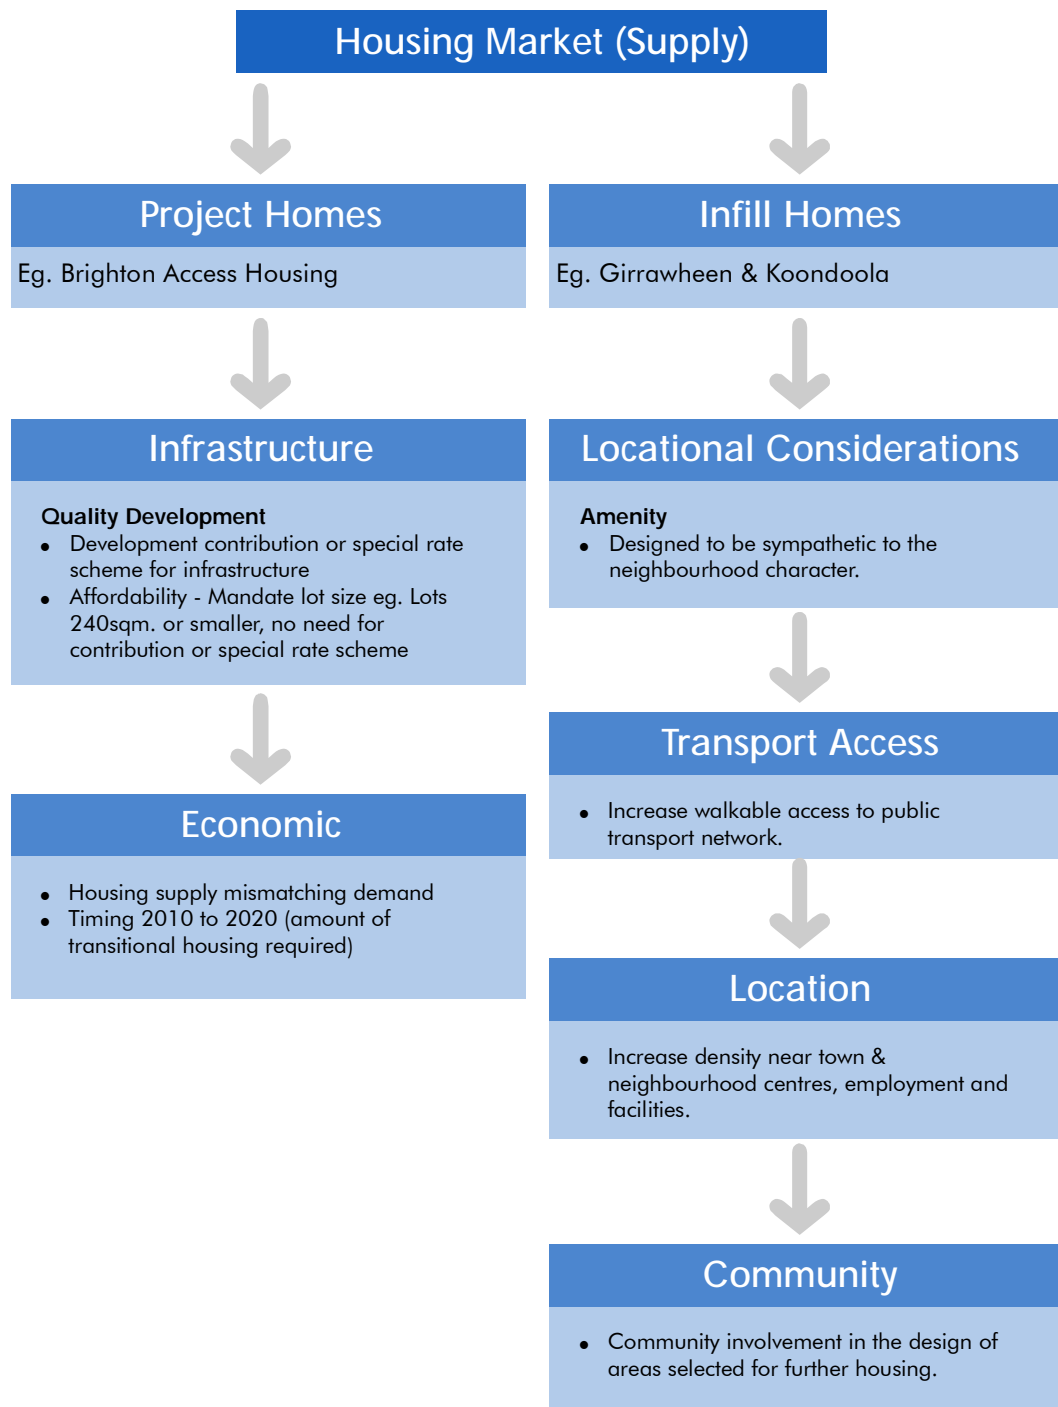 Housing Market (Supply)
Project Homes
Eg. Brighton Access Housing
Infrastructure
Quality Development
• Development contribution or special rate
scheme for infrastructure
• Affordability - Mandate lot size eg. Lots
240sqm. or smaller, no need for
contribution or special rate scheme
Economic
• Housing supply mismatching demand
• Timing 2010 to 2020 (amount of
transitional housing required)
Infill Homes
Eg. Girrawheen & Koondoola
Locational Considerations
Amenity
• Designed to be sympathetic to the
neighbourhood character.
Transport Access
• Increase walkable access to public
transport network.
Location
• Increase density near town &
neighbourhood centres, employment and
facilities.
Community
• Community involvement in the design of
areas selected for further housing.